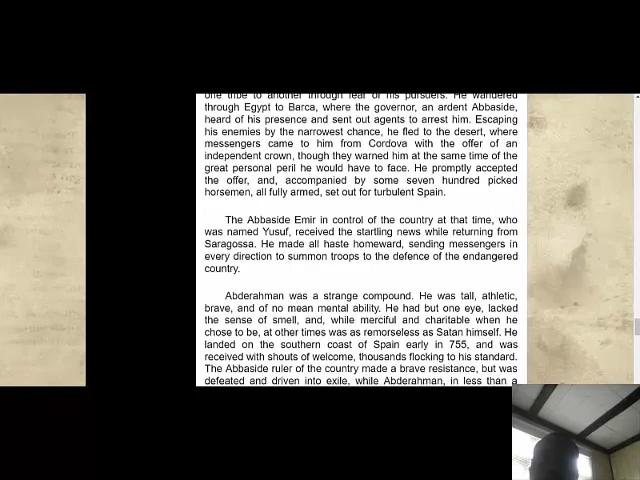 one tribe to another through fear of his pursuers. He wandered
through Egypt to Barca, where the governor, an ardent Abbaside,
heard of his presence and sent out agents to arrest him. Escaping
his enemies by the narrowest chance, he fled to the desert, where
messengers came to him from Cordova with the offer of an
independent crown, though they warned him at the same time of the
great personal peril he would have to face. He promptly accepted
the offer, and, accompanied by some seven hundred picked
horsemen, all fully armed, set out for turbulent Spain.
The Abbaside Emir in control of the country at that time, who
was named Yusuf, received the startling news while returning from
Saragossa. He made all haste homeward, sending messengers in
every direction to summon troops to the defence of the endangered
country.
Abderahman was a strange compound. He was tall, athletic,
brave, and of no mean mental ability. He had but one eye, lacked
the sense of smell, and, while merciful and charitable when he
chose to be, at other times was as remorseless as Satan himself. He
landed on the southern coast of Spain early in 755, and was
received with shouts of welcome, thousands flocking to his standard.
The Abbaside ruler of the country made a brave resistance, but was
defeated and driven into exile, while Abderahman, in less than a